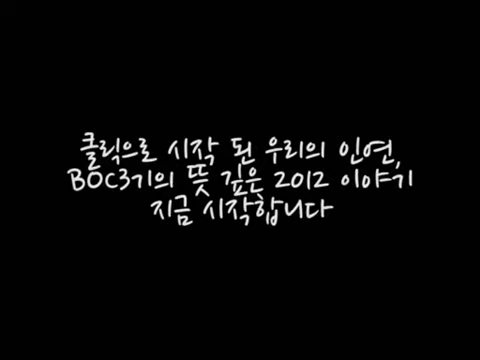 클릭으로 시작 된 우리의 인연,
BOC3기의 뜻 깊은 2012 이야기
지금 시작합니다